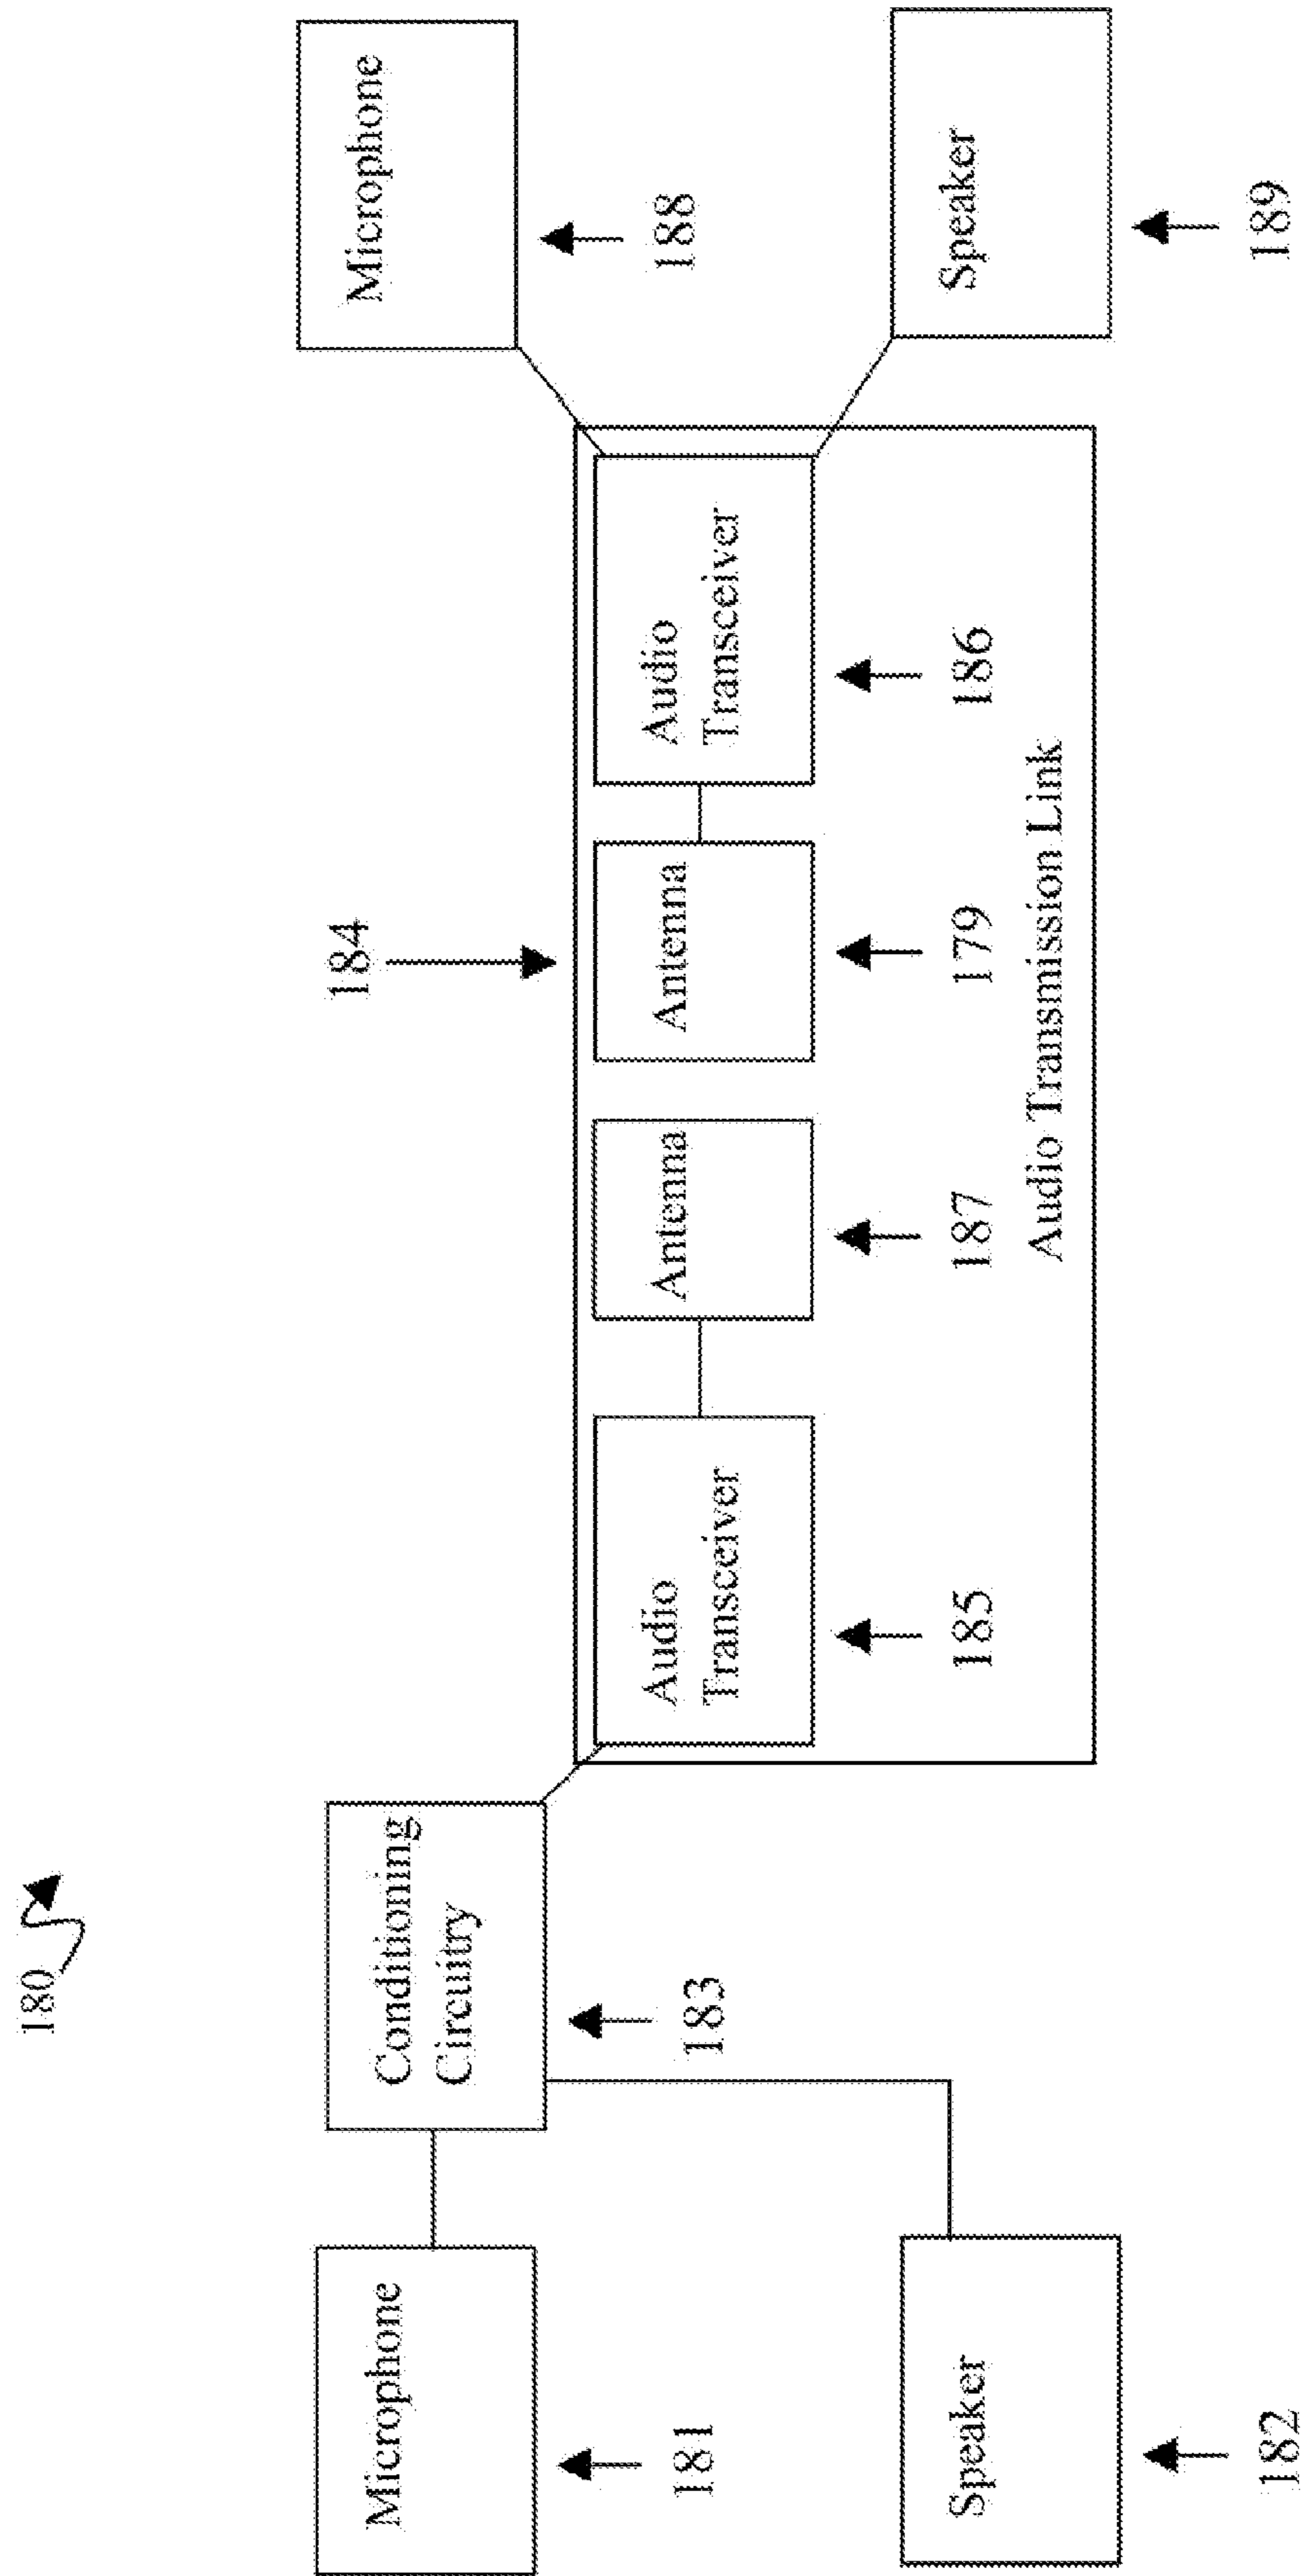 180
Microphone
181
Speaker
182
Conditioning
Circuitry
183
184
Audio
Transceiver
185
Antenna
187
Antenna
179
Audio
Transceiver
186
Audio Transmission Link
Microphone
188
Speaker
189